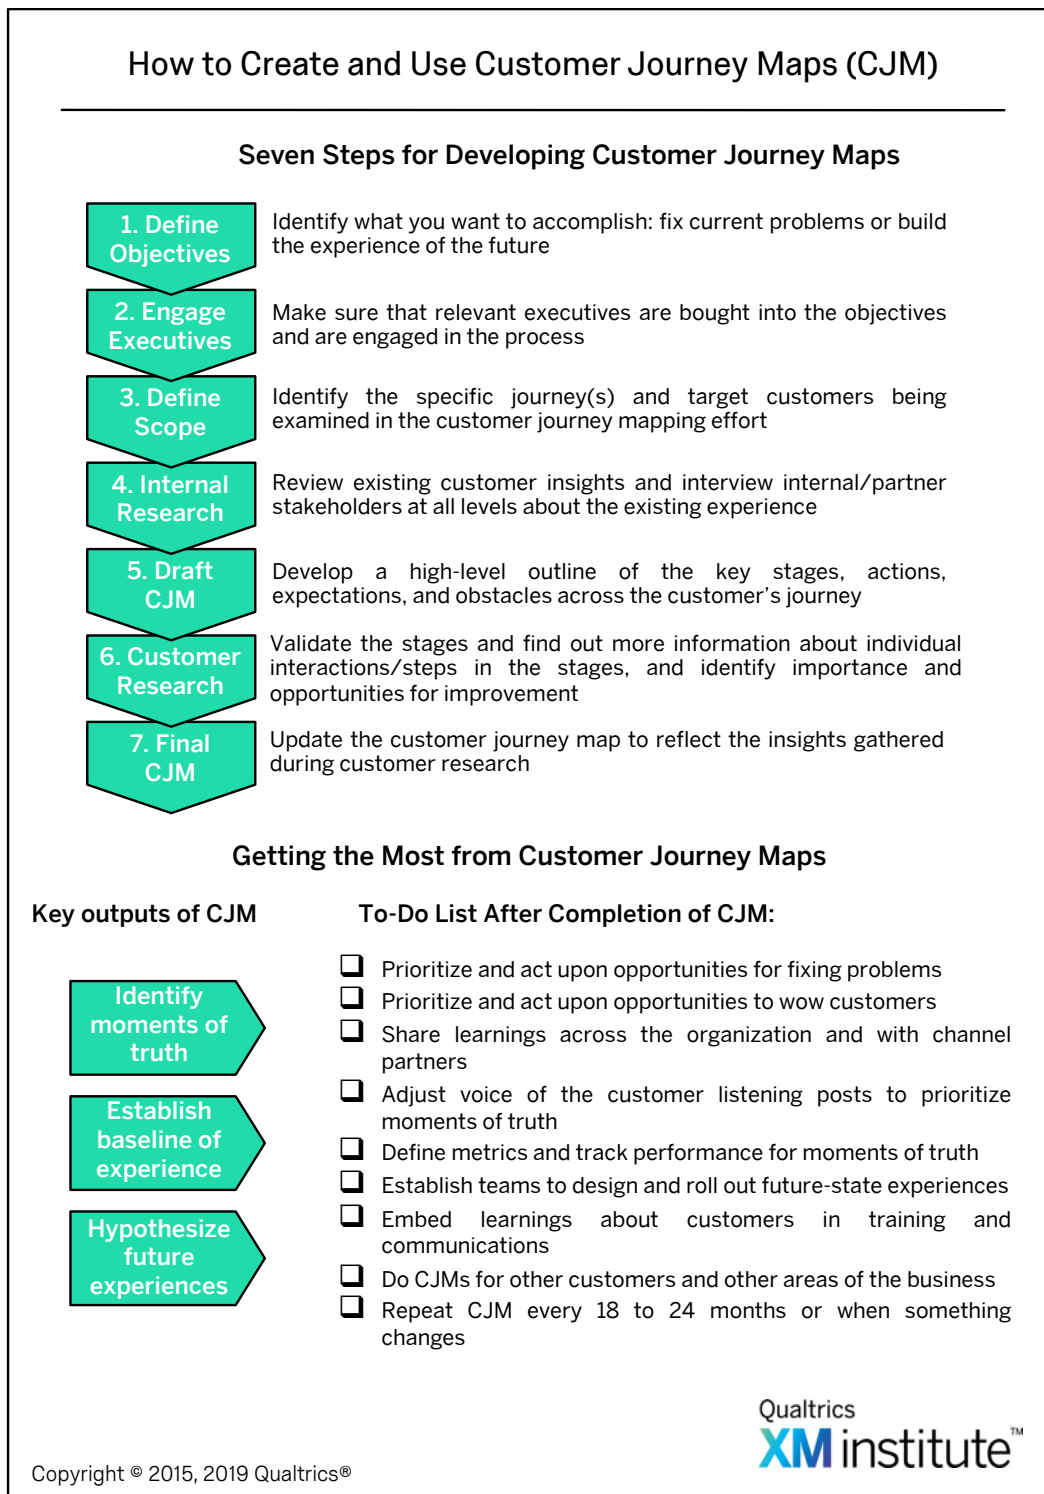 How to Create and Use Customer Journey Maps (CJM)
Seven Steps for Developing Customer Journey Maps
1. Define
Objectives
Identify what you want to accomplish: fix current problems or build
the experience of the future
2. Engage
Executives
Make sure that relevant executives are bought into the objectives
and are engaged in the process
3. Define
Scope
Identify the specific journey(s) and target customers being
examined in the customer journey mapping effort
4. Internal
Research
Review existing customer insights and interview internal/partner
stakeholders at all levels about the existing experience
5. Draft
CJM
Develop a high-level outline of the key stages, actions,
expectations, and obstacles across the customer's journey
6. Customer
Research
Validate the stages and find out more information about individual
interactions/steps in the stages, and identify importance and
opportunities for improvement
7. Final
CJM
Update the customer journey map to reflect the insights gathered
during customer research
Getting the Most from Customer Journey Maps
Key outputs of CJM
Identify
moments of
truth
Establish
baseline of
experience
Hypothesize
future
experiences
To-Do List After Completion of CJM:
Prioritize and act upon opportunities for fixing problems
Prioritize and act upon opportunities to wow customers
Share learnings across the organization and with channel
partners
Adjust voice of the customer listening posts to prioritize
moments of truth
Define metrics and track performance for moments of truth
Establish teams to design and roll out future-state experiences
Embed learnings about customers in training and
communications
Do CJMs for other customers and other areas of the business
Repeat CJM every 18 to 24 months or when something
changes
Qualtrics
XM institute™
Copyright © 2015, 2019 Qualtrics®